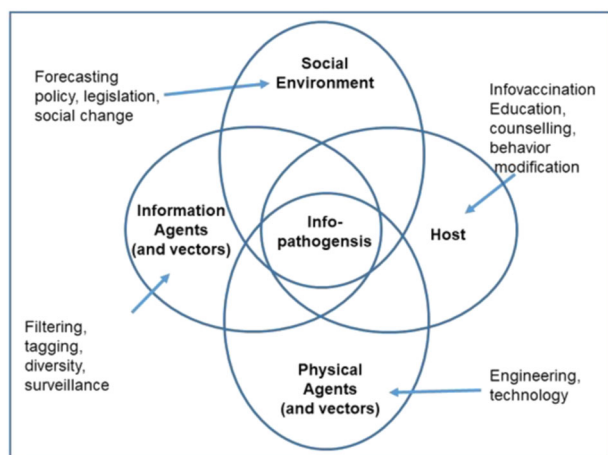 Social
Environment
Forecasting
policy, legislation,
social change
Infovaccination
Education,
counselling,
behavior
modification
Information
Agents
(and vectors)
Info-
pathogensis
Host
Filtering,
tagging,
diversity,
surveillance
Physical
Agents
(and vectors)
Engineering,
technology